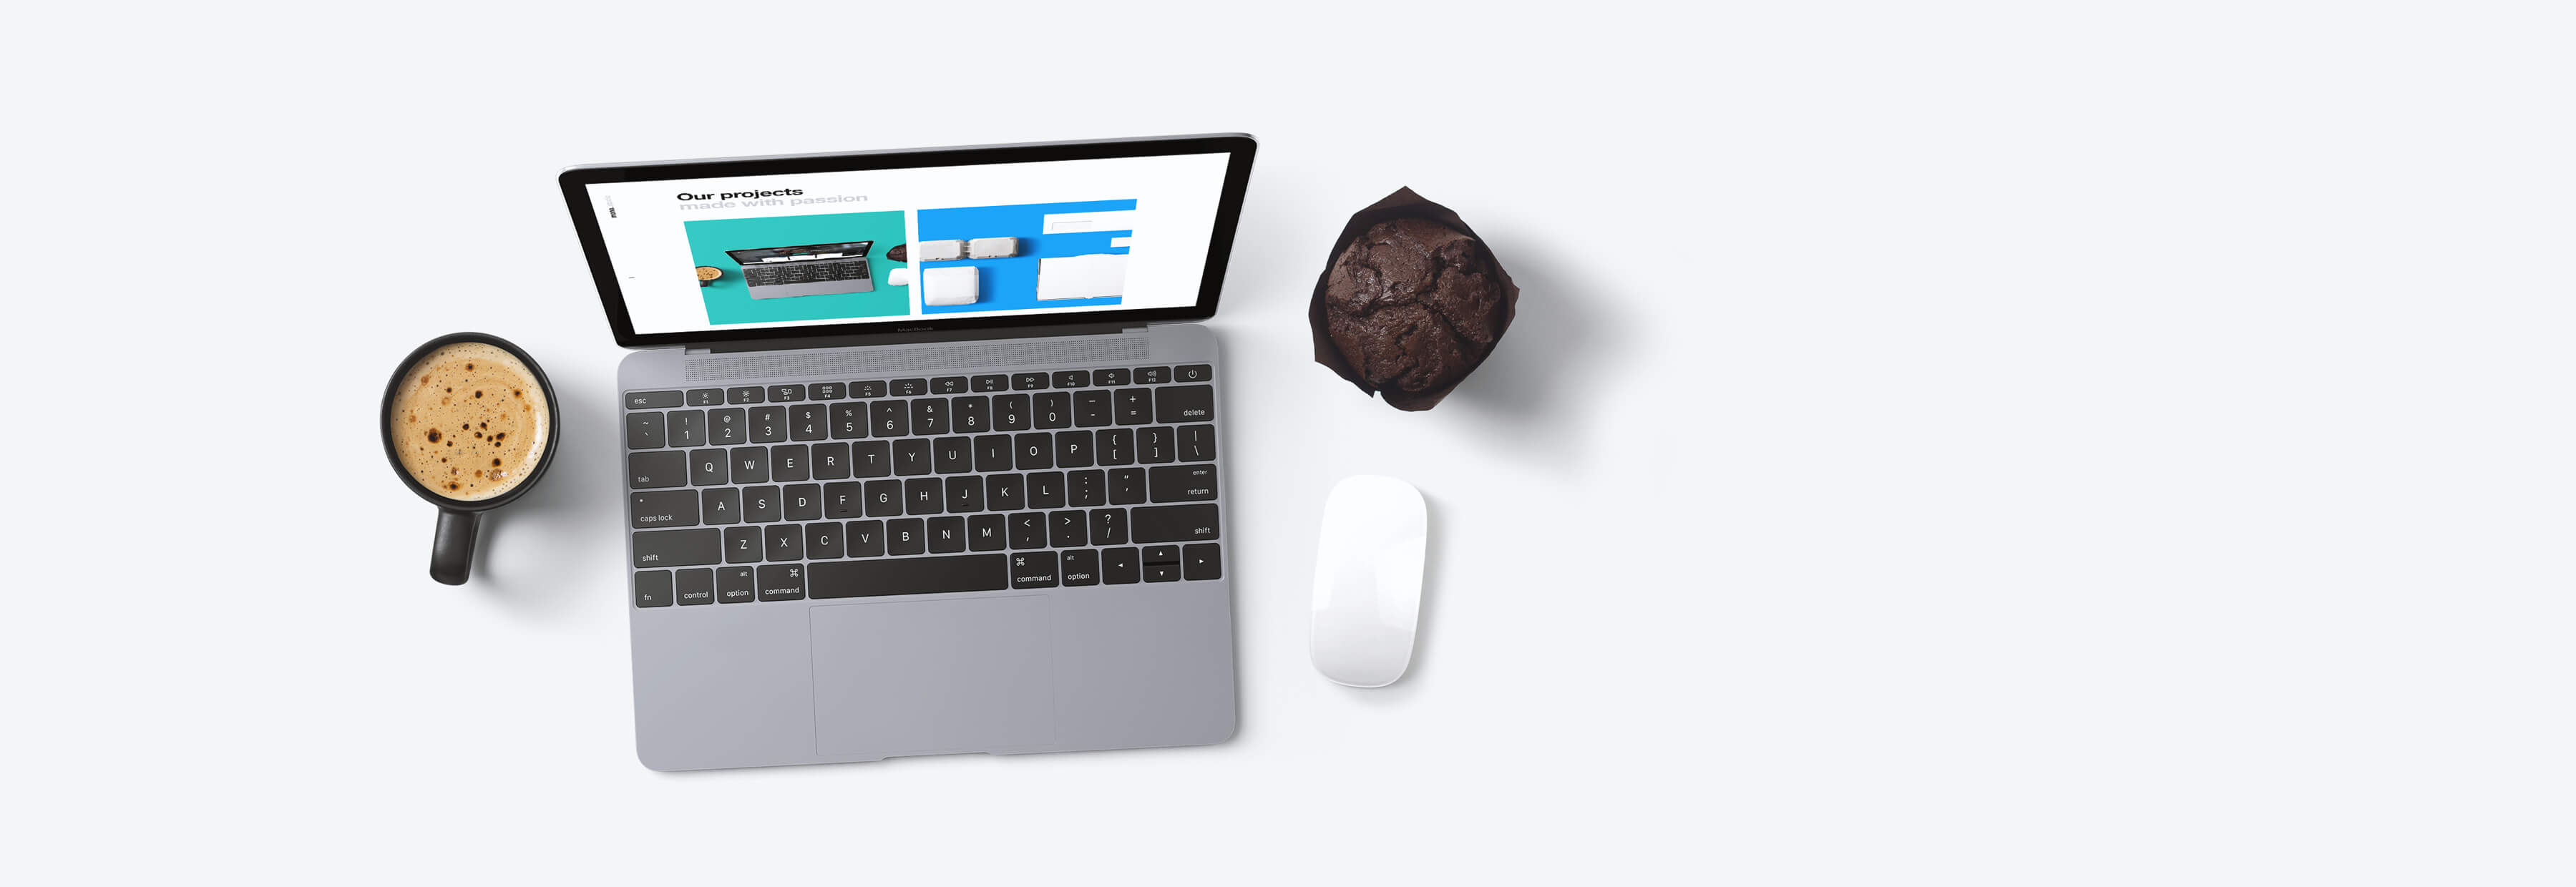 Our projects
made with passion
MacBook
esc F1 F2 F3 F4 F5 F6 F7 F8 F9 F10 F11 F12
~ ` ! 1 @ 2 # 3 $ 4 % 5 ^ 6 & 7 * 8 ( 9 ) 0 — - + = delete
tab Q W E R T Y U I O P { [ } ] | \
caps lock A S D F G H J K L : ; " ' enter return
shift Z X C V B N M < , > . ? / shift
fn control alt option ⌘ command ⌘ command alt option